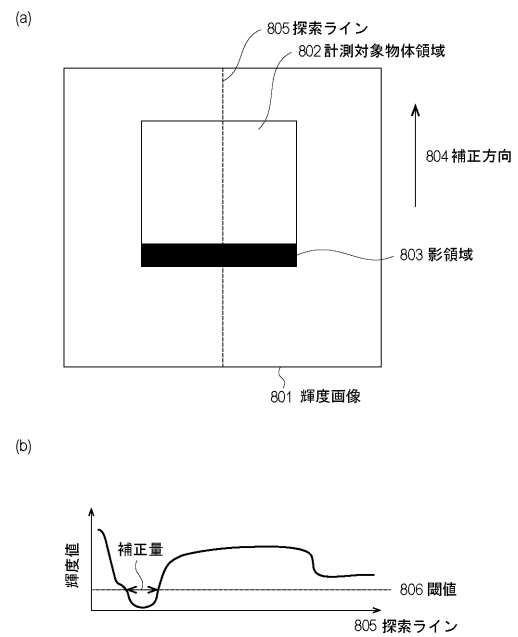 (a)
805 探索ライン
802 計測対象物体領域
804 補正方向
803 影領域
801 輝度画像
(b)
輝度値
補正量
806 閾値
805 探索ライン